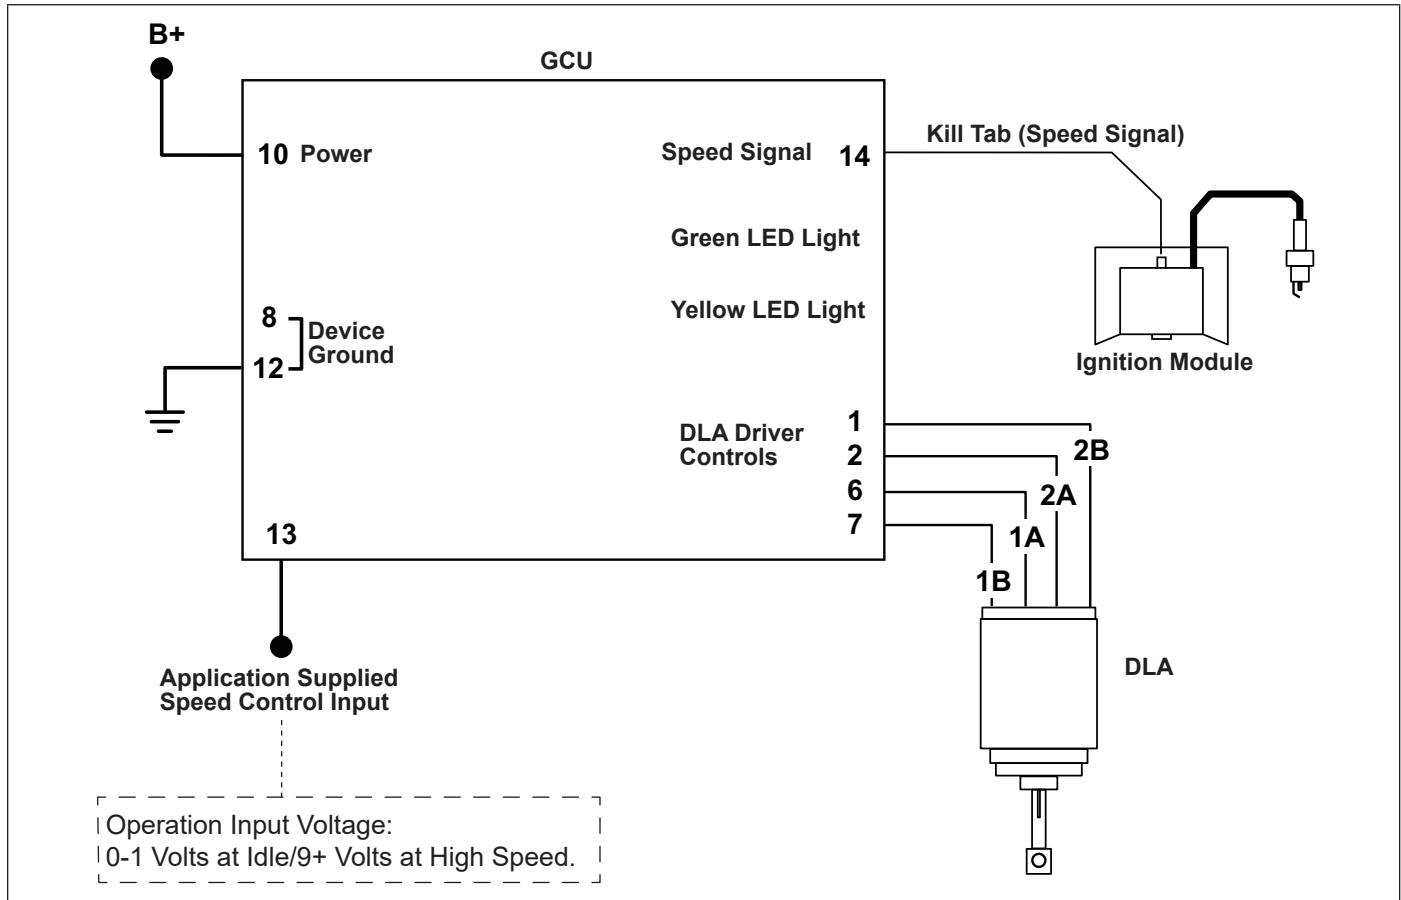 B+
GCU
10 Power
Speed Signal 14
Kill Tab (Speed Signal)
Green LED Light
Yellow LED Light
Ignition Module
8
Device
Ground
12
DLA Driver
Controls
1
2
6
7
2B
2A
1A
1B
13
DLA
Application Supplied
Speed Control Input
Operation Input Voltage:
0-1 Volts at Idle/9+ Volts at High Speed.